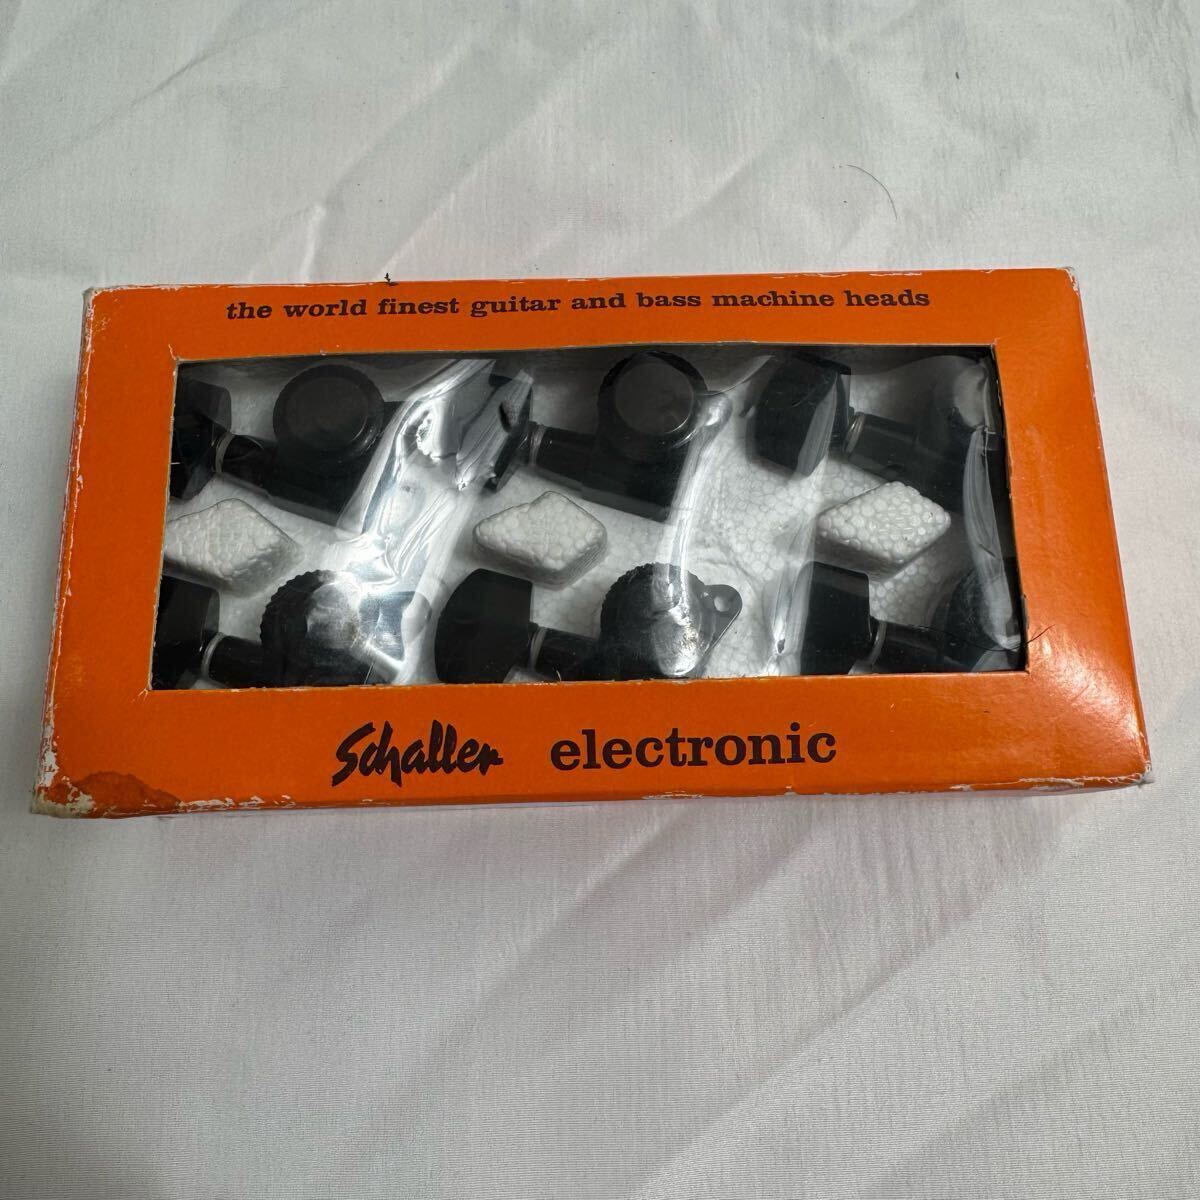 the world finest guitar and bass machine heads
Schaller electronic